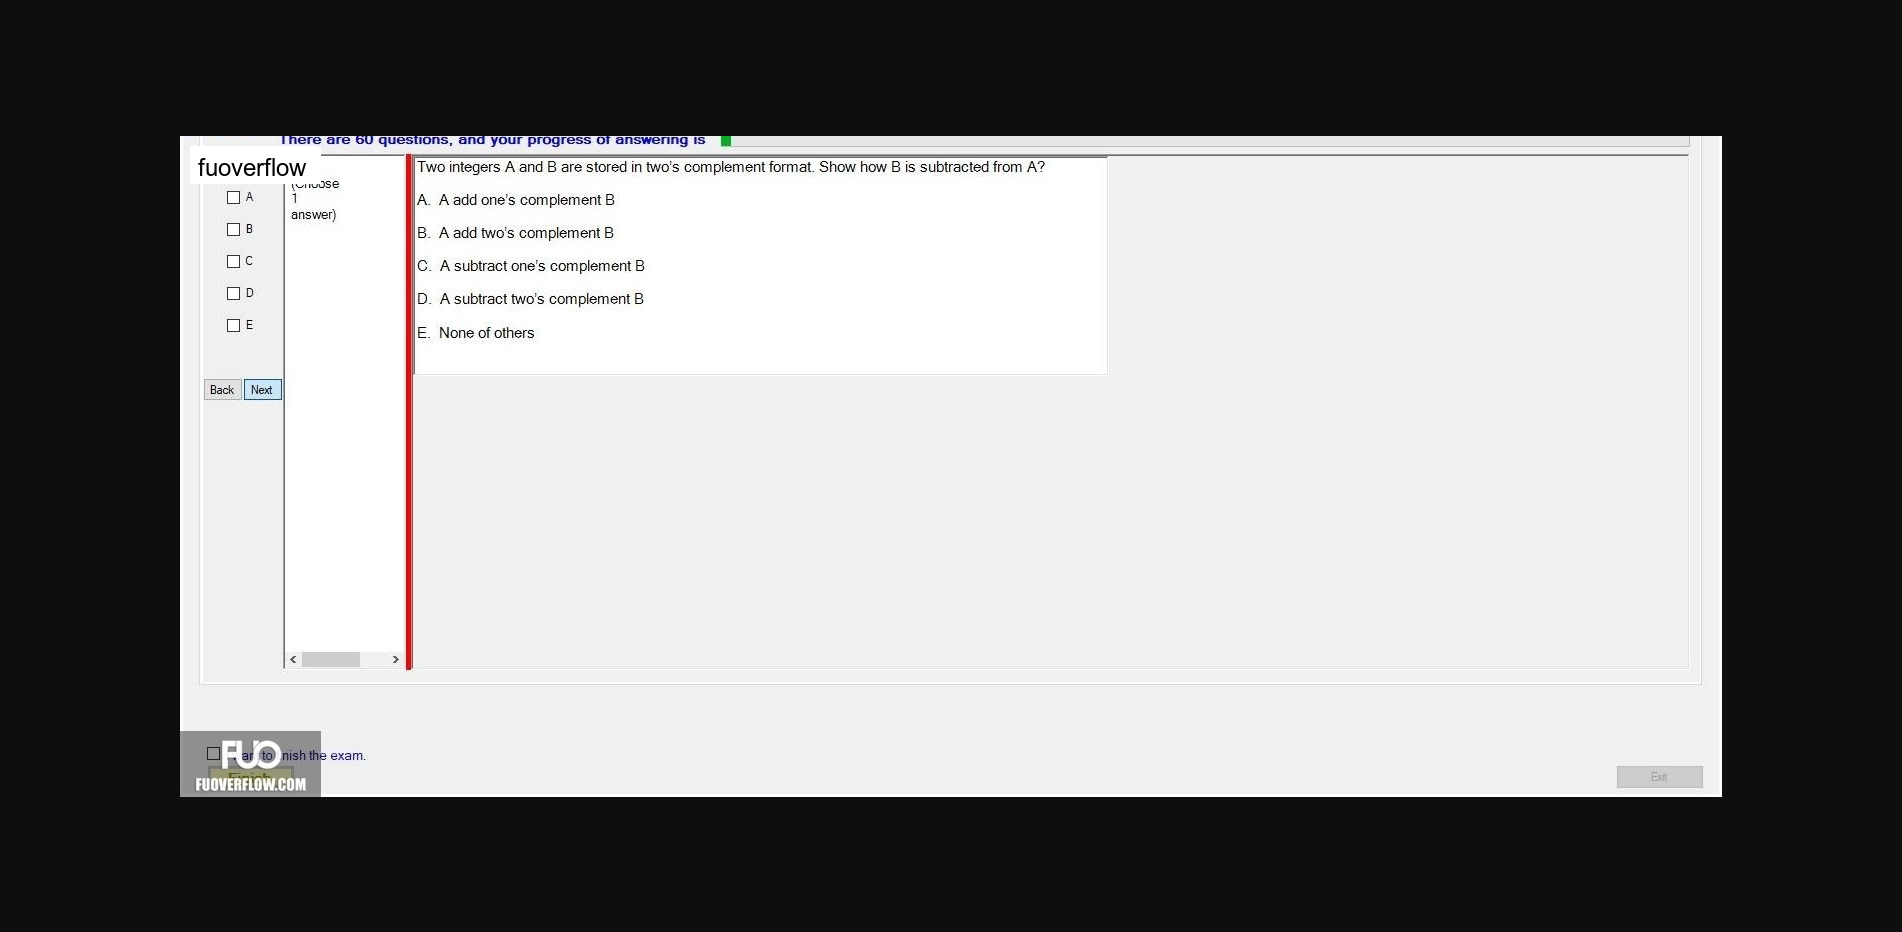 There are 60 questions, and your progress of answering is
fuoverflow
(Choose
1
answer)
A
B
C
D
E
Back Next
Two integers A and B are stored in two's complement format. Show how B is subtracted from A?
A. A add one's complement B
B. A add two's complement B
C. A subtract one's complement B
D. A subtract two's complement B
E. None of others
to nish the exam.
FUO
Finish
FUOVERFLOW.COM
Exit